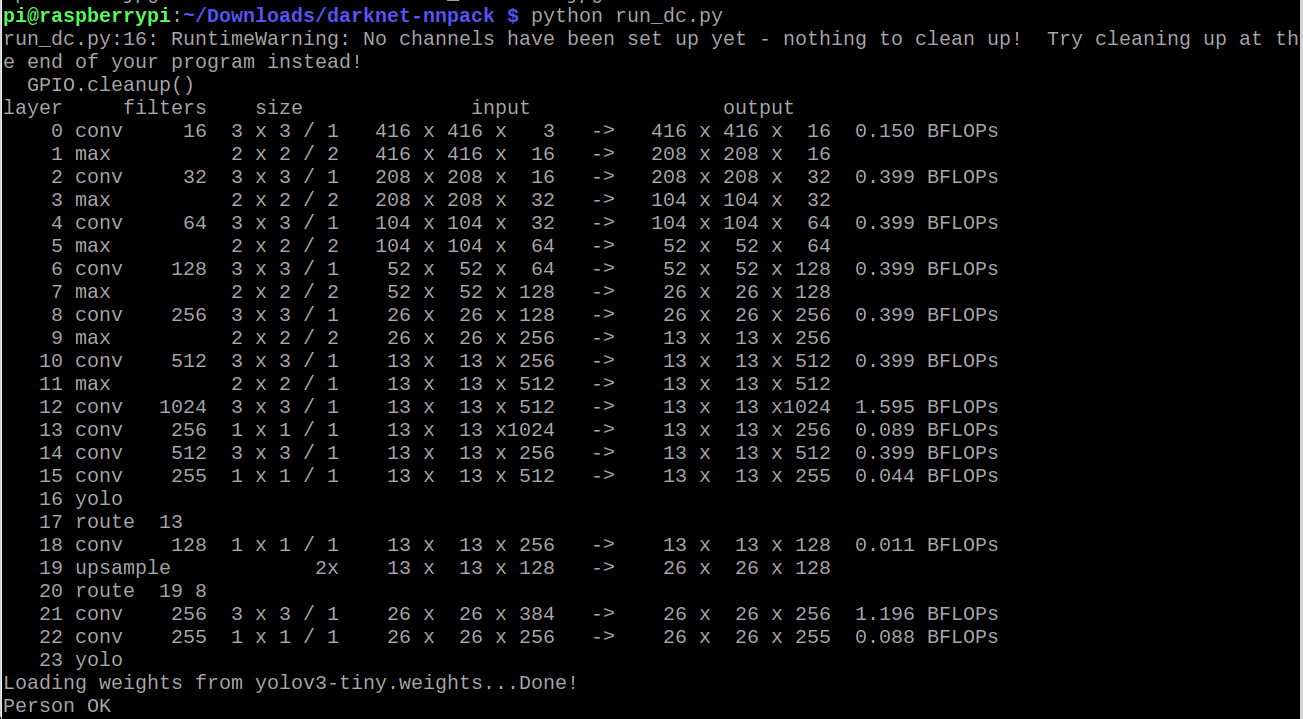 pi@raspberrypi:~/Downloads/darknet-nnpack $ python run_dc.py
run_dc.py:16: RuntimeWarning: No channels have been set up yet - nothing to clean up!  Try cleaning up at th
e end of your program instead!
  GPIO.cleanup()
layer     filters    size              input                output
    0 conv     16  3 x 3 / 1   416 x 416 x   3   ->   416 x 416 x  16  0.150 BFLOPs
    1 max          2 x 2 / 2   416 x 416 x  16   ->   208 x 208 x  16
    2 conv     32  3 x 3 / 1   208 x 208 x  16   ->   208 x 208 x  32  0.399 BFLOPs
    3 max          2 x 2 / 2   208 x 208 x  32   ->   104 x 104 x  32
    4 conv     64  3 x 3 / 1   104 x 104 x  32   ->   104 x 104 x  64  0.399 BFLOPs
    5 max          2 x 2 / 2   104 x 104 x  64   ->    52 x  52 x  64
    6 conv    128  3 x 3 / 1    52 x  52 x  64   ->    52 x  52 x 128  0.399 BFLOPs
    7 max          2 x 2 / 2    52 x  52 x 128   ->    26 x  26 x 128
    8 conv    256  3 x 3 / 1    26 x  26 x 128   ->    26 x  26 x 256  0.399 BFLOPs
    9 max          2 x 2 / 2    26 x  26 x 256   ->    13 x  13 x 256
   10 conv    512  3 x 3 / 1    13 x  13 x 256   ->    13 x  13 x 512  0.399 BFLOPs
   11 max          2 x 2 / 1    13 x  13 x 512   ->    13 x  13 x 512
   12 conv   1024  3 x 3 / 1    13 x  13 x 512   ->    13 x  13 x1024  1.595 BFLOPs
   13 conv    256  1 x 1 / 1    13 x  13 x1024   ->    13 x  13 x 256  0.089 BFLOPs
   14 conv    512  3 x 3 / 1    13 x  13 x 256   ->    13 x  13 x 512  0.399 BFLOPs
   15 conv    255  1 x 1 / 1    13 x  13 x 512   ->    13 x  13 x 255  0.044 BFLOPs
   16 yolo
   17 route  13
   18 conv    128  1 x 1 / 1    13 x  13 x 256   ->    13 x  13 x 128  0.011 BFLOPs
   19 upsample            2x    13 x  13 x 128   ->    26 x  26 x 128
   20 route  19 8
   21 conv    256  3 x 3 / 1    26 x  26 x 384   ->    26 x  26 x 256  1.196 BFLOPs
   22 conv    255  1 x 1 / 1    26 x  26 x 256   ->    26 x  26 x 255  0.088 BFLOPs
   23 yolo
Loading weights from yolov3-tiny.weights...Done!
Person OK